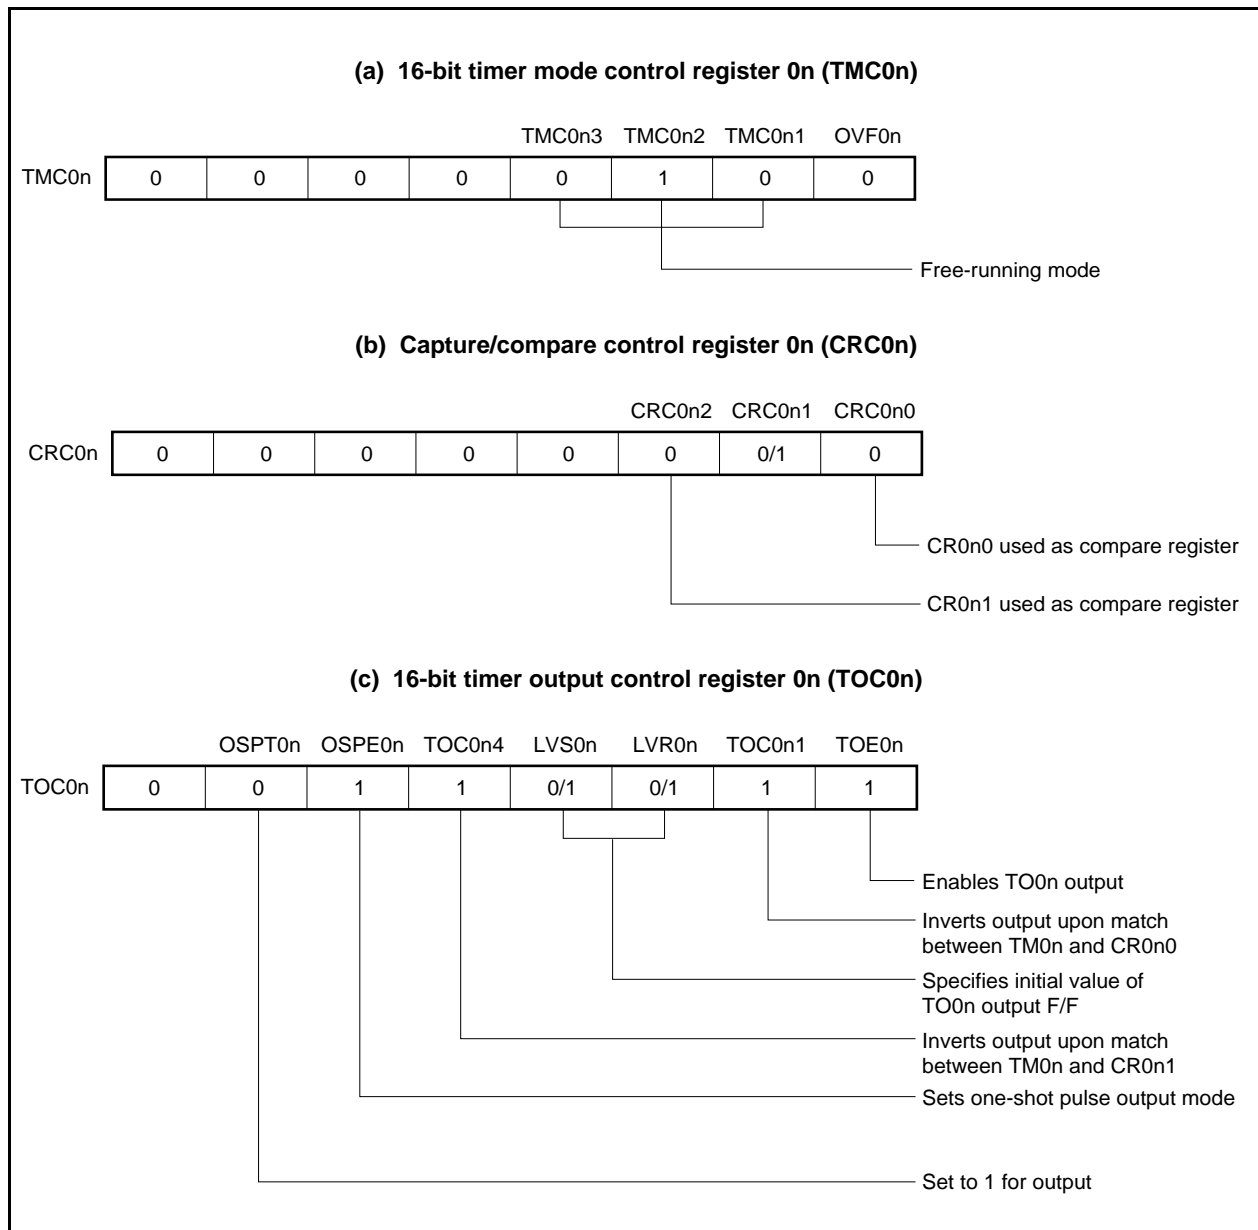 (a) 16-bit timer mode control register 0n (TMC0n)
TMC0n3 TMC0n2 TMC0n1 OVF0n
TMC0n 0 0 0 0 0 1 0 0
Free-running mode
(b) Capture/compare control register 0n (CRC0n)
CRC0n2 CRC0n1 CRC0n0
CRC0n 0 0 0 0 0 0 0/1 0
CR0n0 used as compare register
CR0n1 used as compare register
(c) 16-bit timer output control register 0n (TOC0n)
OSPT0n OSPE0n TOC0n4 LVS0n LVR0n TOC0n1 TOE0n
TOC0n 0 0 1 1 0/1 0/1 1 1
Enables TO0n output
Inverts output upon match
between TM0n and CR0n0
Specifies initial value of
TO0n output F/F
Inverts output upon match
between TM0n and CR0n1
Sets one-shot pulse output mode
Set to 1 for output